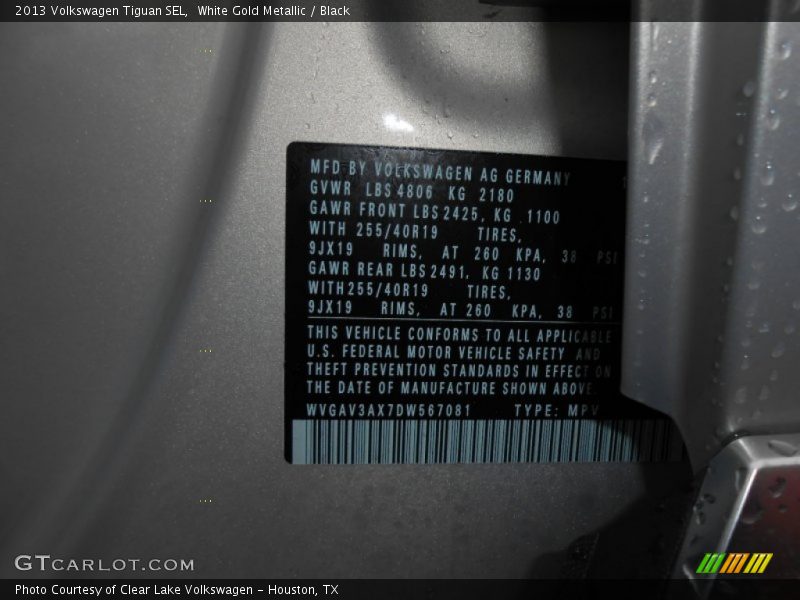 2013 Volkswagen Tiguan SEL, White Gold Metallic / Black
MFD BY VOLKSWAGEN AG GERMANY
GVWR LBS 4806 KG 2180
GAWR FRONT LBS 2425, KG 1100
WITH 255/40R19 TIRES,
9JX19 RIMS, AT 260 KPA, 38 PSI
GAWR REAR LBS 2491, KG 1130
WITH 255/40R19 TIRES,
9JX19 RIMS, AT 260 KPA, 38 PSI
THIS VEHICLE CONFORMS TO ALL APPLICABLE
U.S. FEDERAL MOTOR VEHICLE SAFETY AND
THEFT PREVENTION STANDARDS IN EFFECT ON
THE DATE OF MANUFACTURE SHOWN ABOVE.
WVGAV3AX7DW567081 TYPE: MPV
GTCARLOT.COM
Photo Courtesy of Clear Lake Volkswagen - Houston, TX